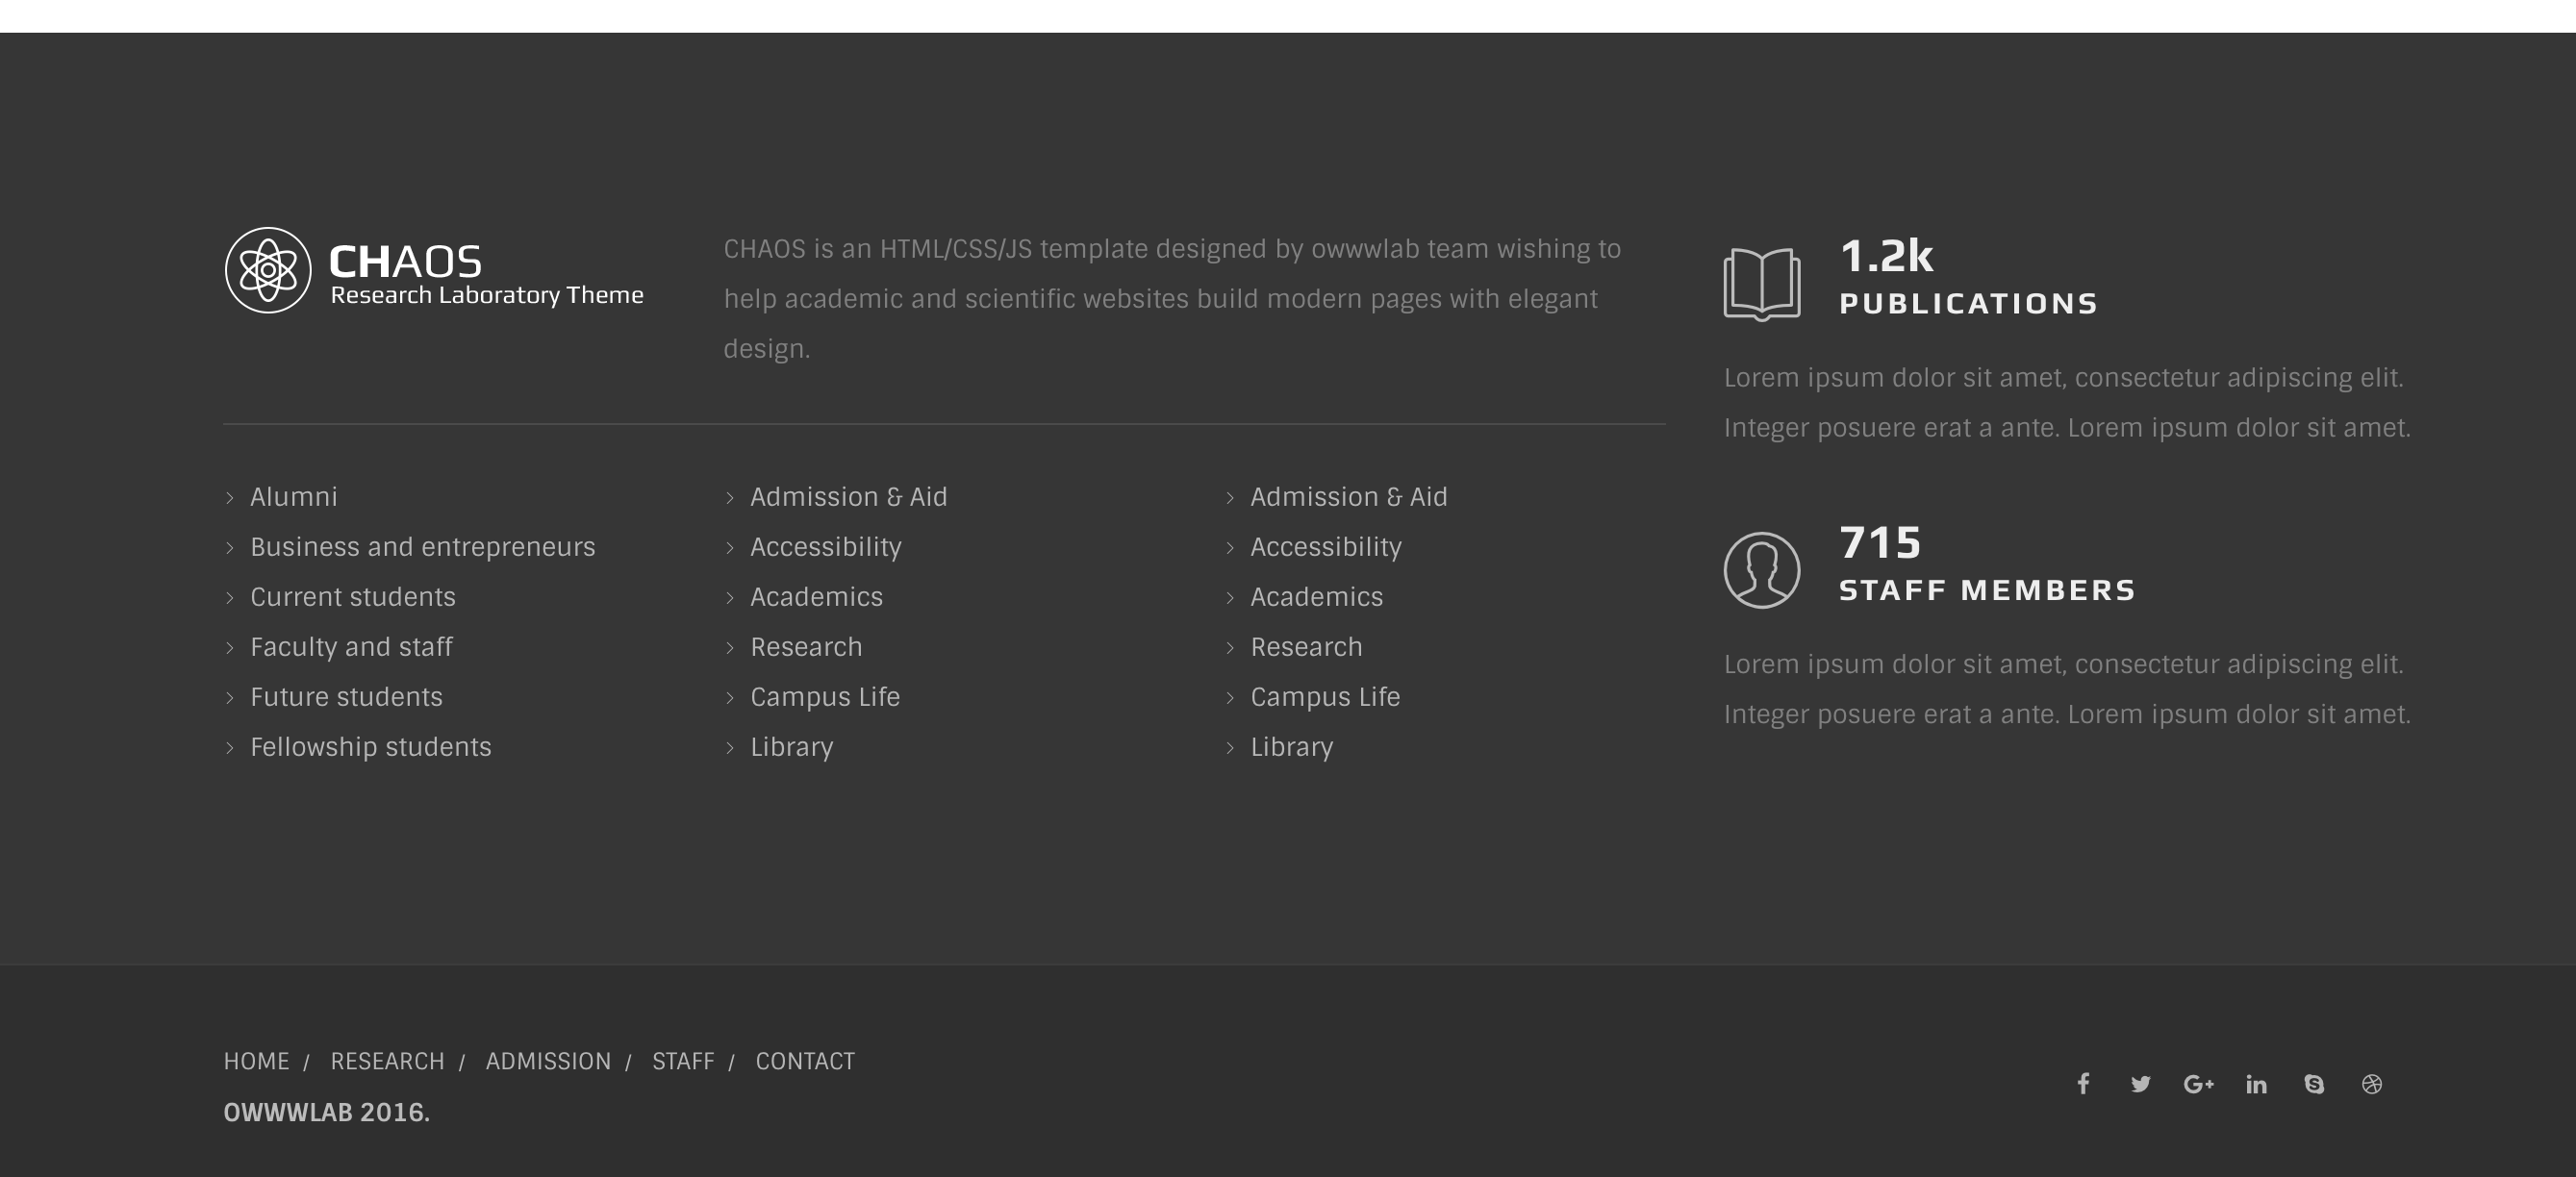 CHAOS
Research Laboratory Theme
CHAOS is an HTML/CSS/JS template designed by owwwlab team wishing to
help academic and scientific websites build modern pages with elegant
design.
Alumni
Business and entrepreneurs
Current students
Faculty and staff
Future students
Fellowship students
Admission & Aid
Accessibility
Academics
Research
Campus Life
Library
Admission & Aid
Accessibility
Academics
Research
Campus Life
Library
1.2k
PUBLICATIONS
Lorem ipsum dolor sit amet, consectetur adipiscing elit.
Integer posuere erat a ante. Lorem ipsum dolor sit amet.
715
STAFF MEMBERS
Lorem ipsum dolor sit amet, consectetur adipiscing elit.
Integer posuere erat a ante. Lorem ipsum dolor sit amet.
HOME / RESEARCH / ADMISSION / STAFF / CONTACT
OWWWLAB 2016.